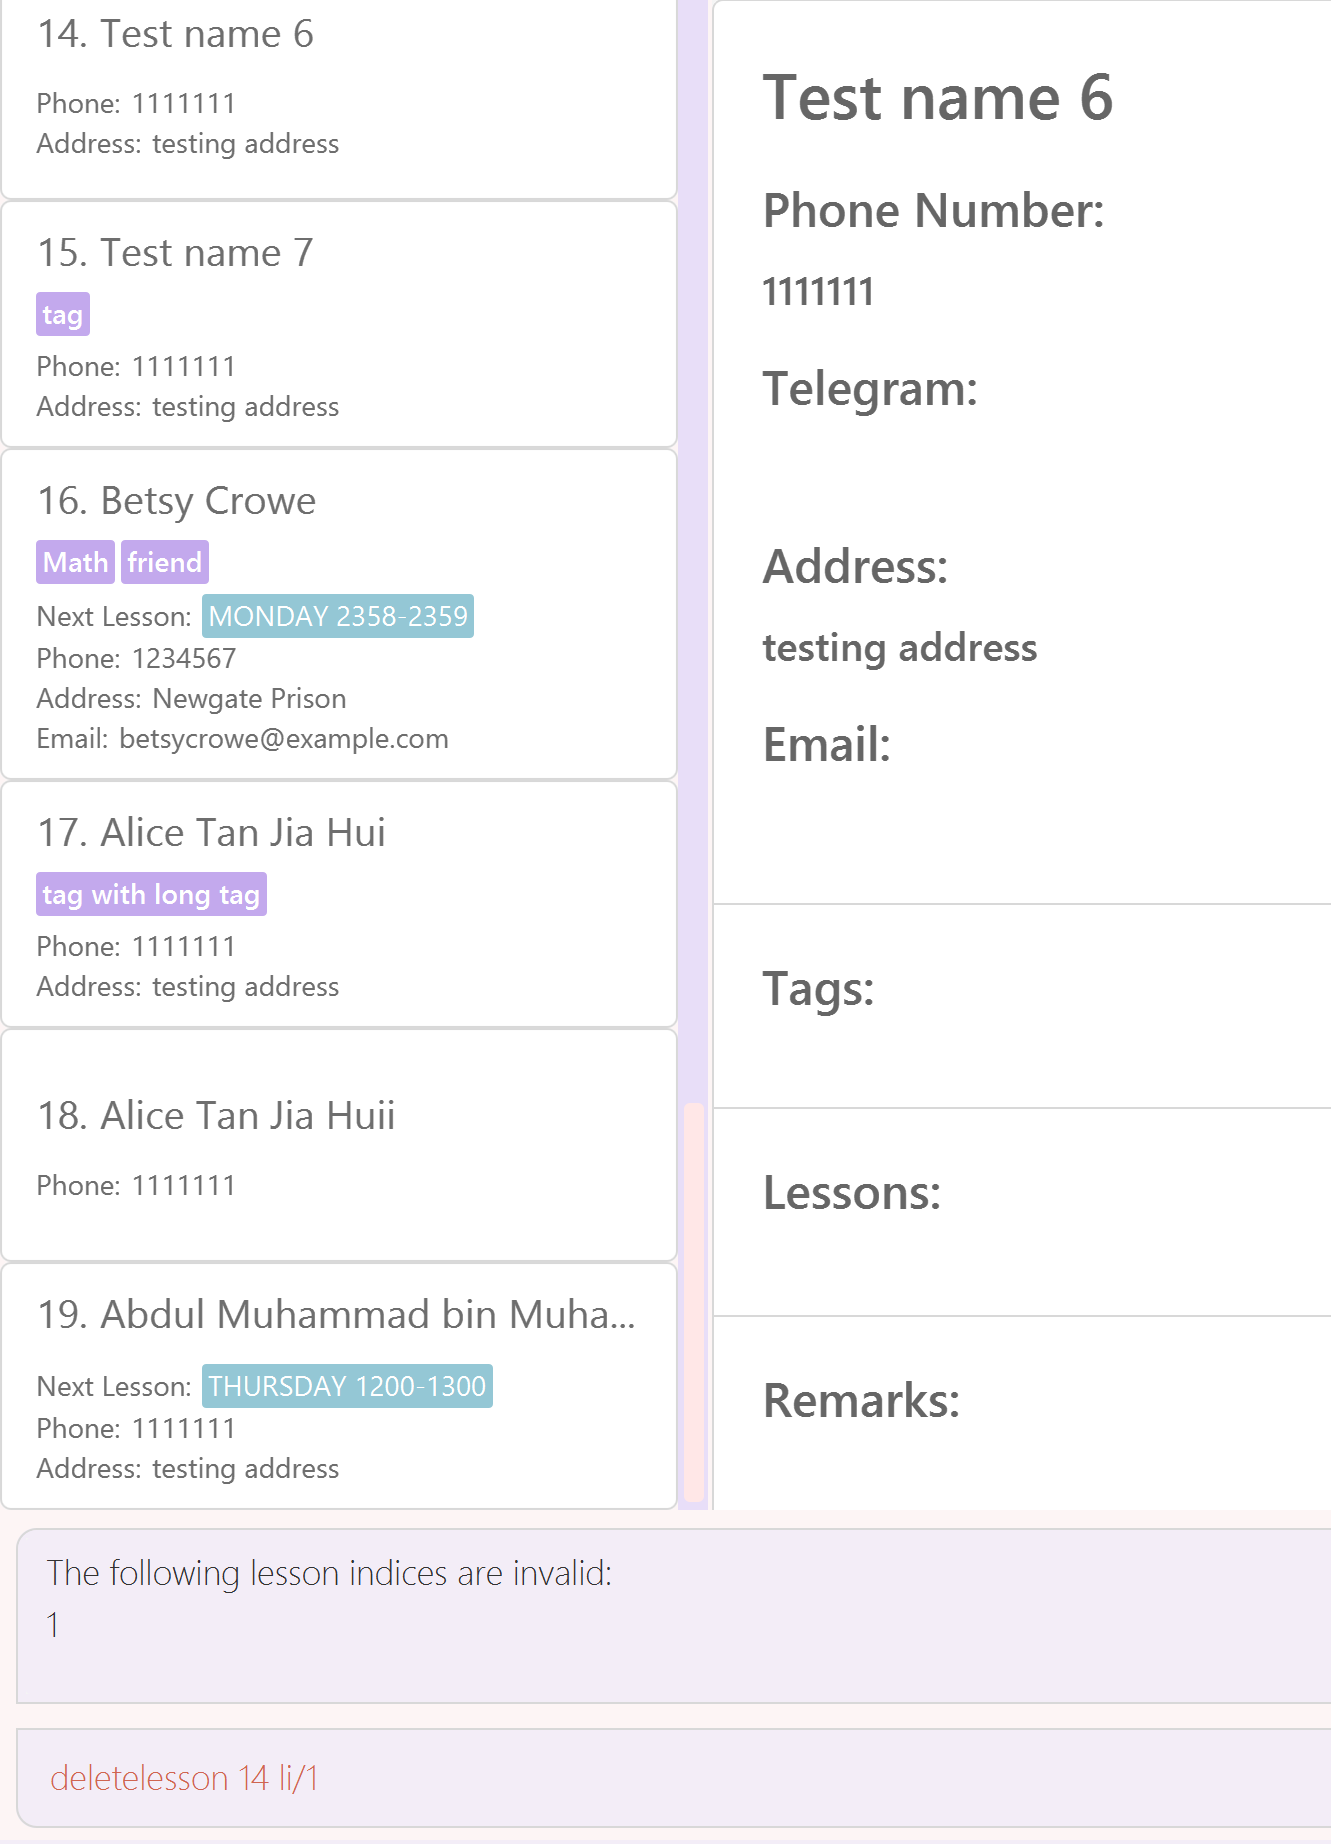 14. Test name 6
Phone: 1111111
Address: testing address
15. Test name 7
tag
Phone: 1111111
Address: testing address
16. Betsy Crowe
Math friend
Next Lesson: MONDAY 2358-2359
Phone: 1234567
Address: Newgate Prison
Email: betsycrowe@example.com
17. Alice Tan Jia Hui
tag with long tag
Phone: 1111111
Address: testing address
18. Alice Tan Jia Huii
Phone: 1111111
19. Abdul Muhammad bin Muha...
Next Lesson: THURSDAY 1200-1300
Phone: 1111111
Address: testing address
Test name 6
Phone Number:
1111111
Telegram:
Address:
testing address
Email:
Tags:
Lessons:
Remarks:
The following lesson indices are invalid:
1
deletelesson 14 li/1